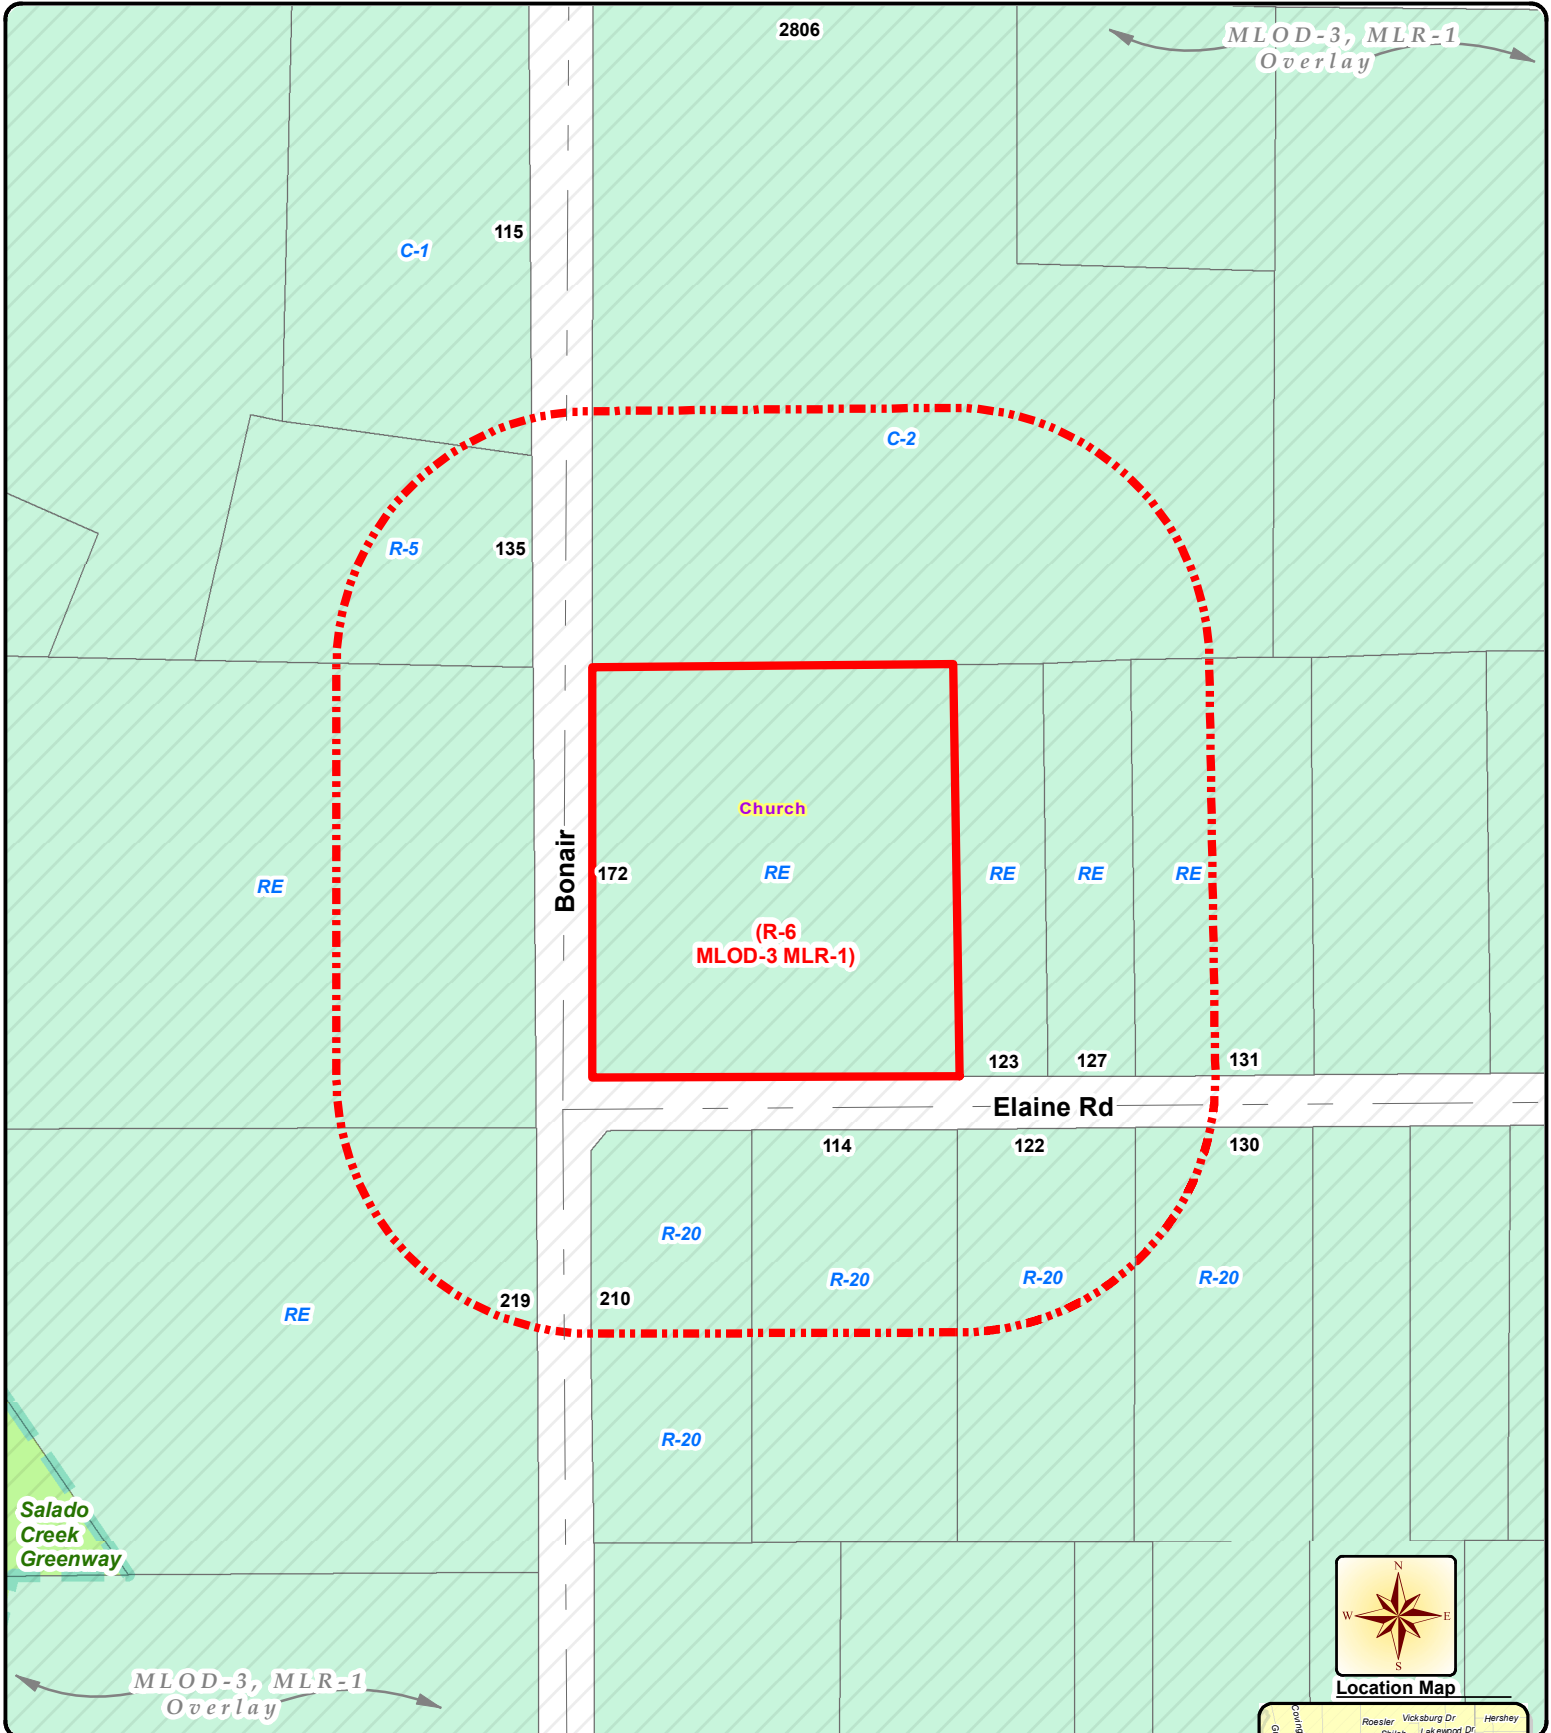 2806
MLOD-3, MLR-1
Overlay
115
C-1
C-2
R-5
135
Church
Bonair
172
RE
RE
RE
RE
RE
(R-6
MLOD-3 MLR-1)
123
127
131
Elaine Rd
114
122
130
R-20
R-20
R-20
R-20
219
210
RE
R-20
Salado
Creek
Greenway
N
W
E
S
MLOD-3, MLR-1
Overlay
Location Map
Roesler
Vicksburg Dr
Hershey
Lakewood Dr